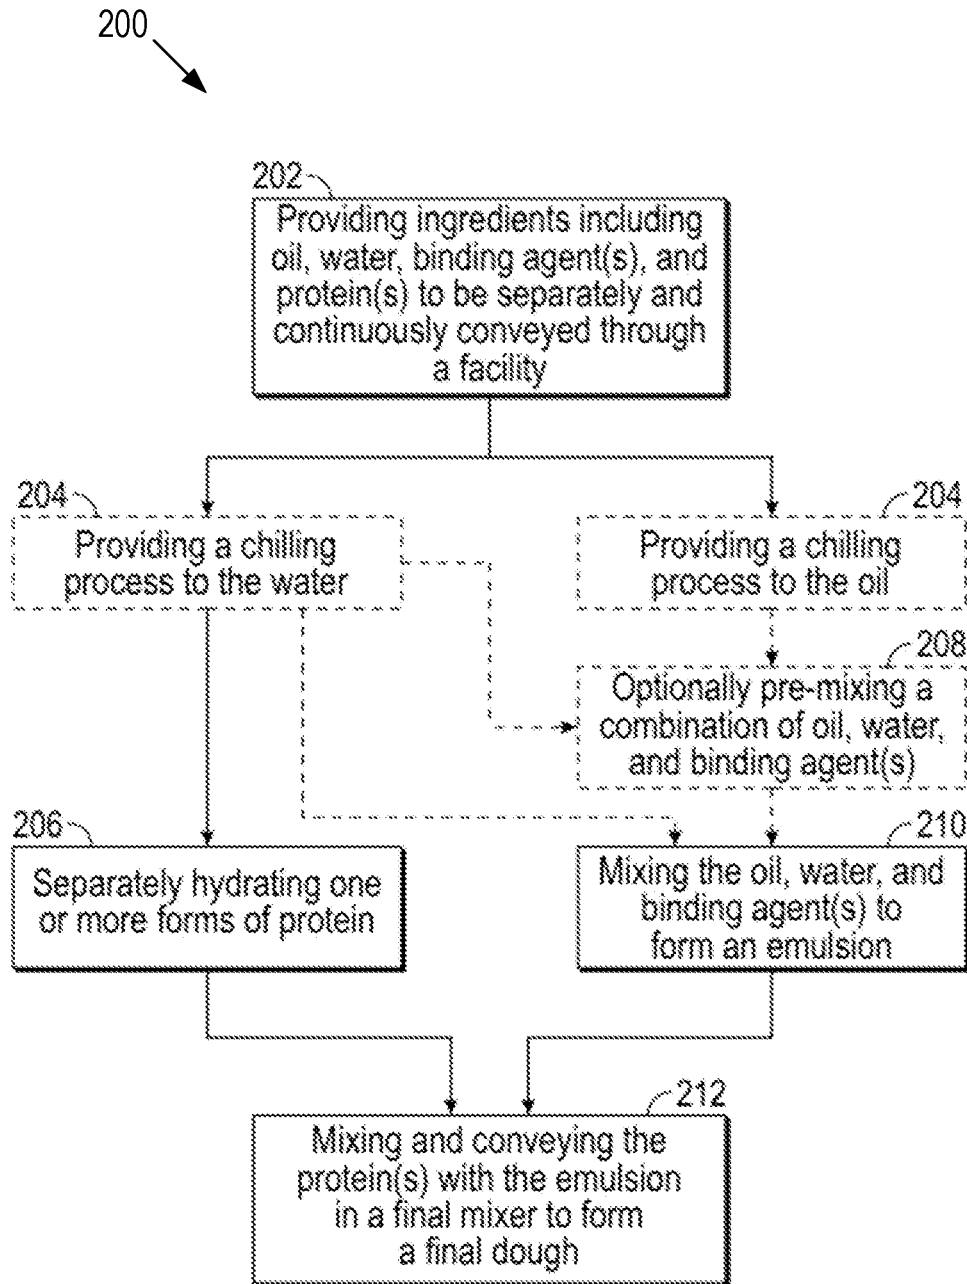 200
202
Providing ingredients including
oil, water, binding agent(s), and
protein(s) to be separately and
continuously conveyed through
a facility
204
Providing a chilling
process to the water
204
Providing a chilling
process to the oil
208
Optionally pre-mixing a
combination of oil, water,
and binding agent(s)
206
Separately hydrating one
or more forms of protein
210
Mixing the oil, water, and
binding agent(s) to
form an emulsion
212
Mixing and conveying the
protein(s) with the emulsion
in a final mixer to form
a final dough